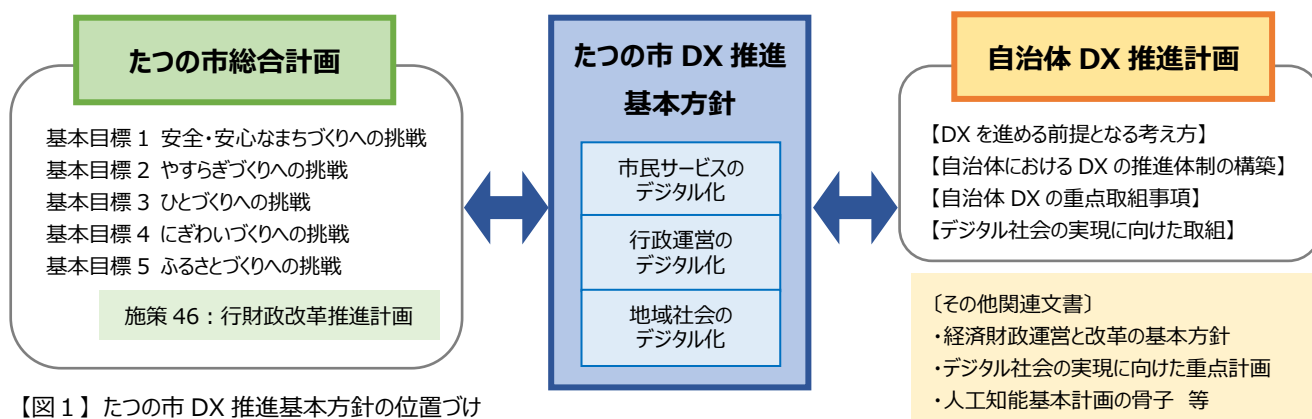 たつの市総合計画
基本目標1 安全・安心なまちづくりへの挑戦
基本目標2 やすらぎづくりへの挑戦
基本目標3 ひとづくりへの挑戦
基本目標4 にぎわいづくりへの挑戦
基本目標5 ふるさとづくりへの挑戦
施策46：行財政改革推進計画
たつの市 DX 推進
基本方針
市民サービスの
デジタル化
行政運営の
デジタル化
地域社会の
デジタル化
自治体 DX 推進計画
【DX を進める前提となる考え方】
【自治体における DX の推進体制の構築】
【自治体 DX の重点取組事項】
【デジタル社会の実現に向けた取組】
〔その他関連文書〕
・経済財政運営と改革の基本方針
・デジタル社会の実現に向けた重点計画
・人工知能基本計画の骨子 等
【図1】たつの市 DX 推進基本方針の位置づけ